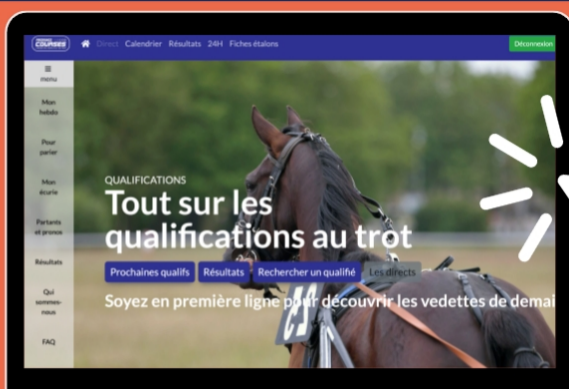 COURSES
Direct Calendrier Résultats 24H Fiches étalons
Déconnexion
menu
Mon
hebdo
Pour
parier
Mon
écurie
Partants
et pronos
Résultats
Qui
sommes-
nous
FAQ
QUALIFICATIONS
Tout sur les
qualifications au trot
Prochaines qualifs Résultats Rechercher un qualifié Les directs
Soyez en première ligne pour découvrir les vedettes de demai